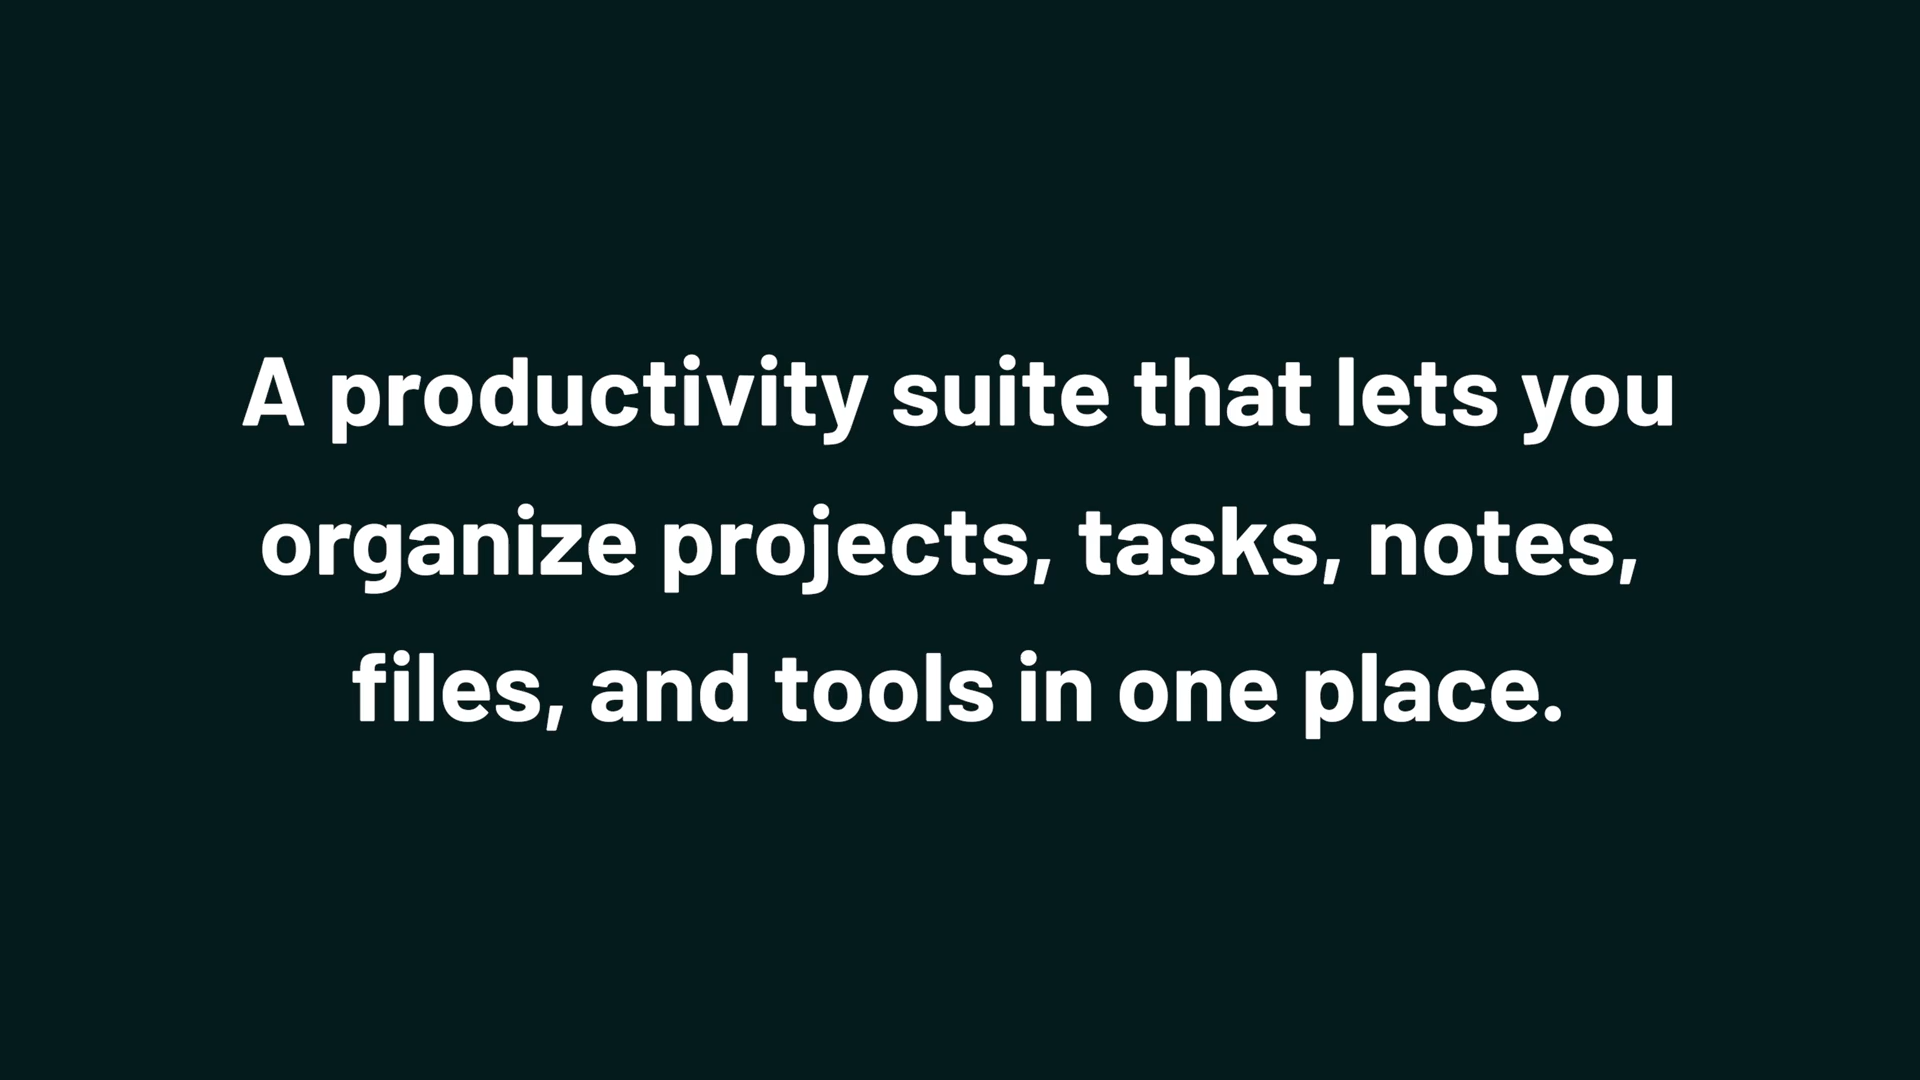 A productivity suite that lets you
organize projects, tasks, notes,
files, and tools in one place.